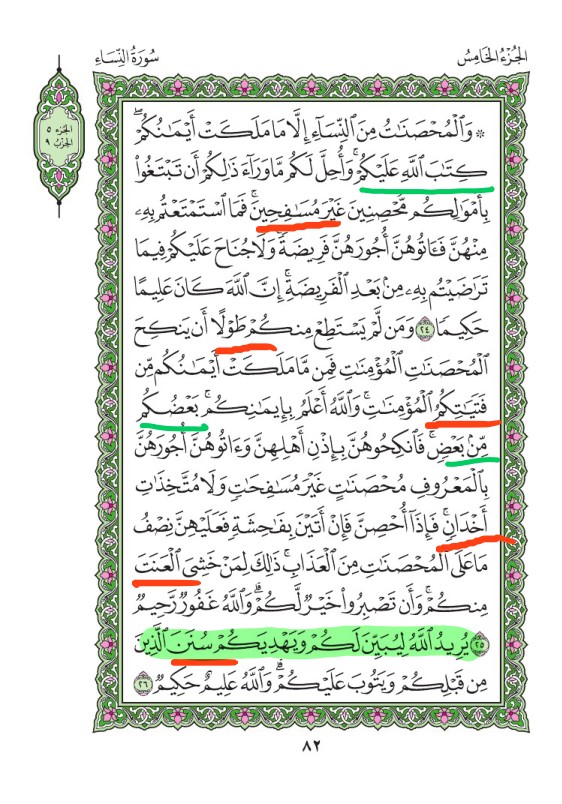 الجُزْءُ الخَامِسُ
سُورَةُ النِّسَاءِ
الجزء ٥
الحزب ٩
۞ وَٱلْمُحْصَنَٰتُ مِنَ ٱلنِّسَآءِ إِلَّا مَا مَلَكَتْ أَيْمَٰنُكُمْۖ
كِتَٰبَ ٱللَّهِ عَلَيْكُمْۚ وَأُحِلَّ لَكُم مَّا وَرَآءَ ذَٰلِكُمْ أَن تَبْتَغُوا۟
بِأَمْوَٰلِكُم مُّحْصِنِينَ غَيْرَ مُسَٰفِحِينَۚ فَمَا ٱسْتَمْتَعْتُم بِهِۦ
مِنْهُنَّ فَـَٔاتُوهُنَّ أُجُورَهُنَّ فَرِيضَةًۚ وَلَا جُنَاحَ عَلَيْكُمْ فِيمَا
تَرَٰضَيْتُم بِهِۦ مِنۢ بَعْدِ ٱلْفَرِيضَةِۚ إِنَّ ٱللَّهَ كَانَ عَلِيمًا
حَكِيمًا ٢٤ وَمَن لَّمْ يَسْتَطِعْ مِنكُمْ طَوْلًا أَن يَنكِحَ
ٱلْمُحْصَنَٰتِ ٱلْمُؤْمِنَٰتِ فَمِن مَّا مَلَكَتْ أَيْمَٰنُكُم مِّن
فَتَيَٰتِكُمُ ٱلْمُؤْمِنَٰتِۚ وَٱللَّهُ أَعْلَمُ بِإِيمَٰنِكُمۚ بَعْضُكُم
مِّنۢ بَعْضٍۚ فَٱنكِحُوهُنَّ بِإِذْنِ أَهْلِهِنَّ وَءَاتُوهُنَّ أُجُورَهُنَّ
بِٱلْمَعْرُوفِ مُحْصَنَٰتٍ غَيْرَ مُسَٰفِحَٰتٍ وَلَا مُتَّخِذَٰتِ
أَخْدَانٍۚ فَإِذَآ أُحْصِنَّ فَإِنْ أَتَيْنَ بِفَٰحِشَةٍ فَعَلَيْهِنَّ نِصْفُ
مَا عَلَى ٱلْمُحْصَنَٰتِ مِنَ ٱلْعَذَابِۚ ذَٰلِكَ لِمَنْ خَشِىَ ٱلْعَنَتَ
مِنكُمْۚ وَأَن تَصْبِرُوا۟ خَيْرٌ لَّكُمْۗ وَٱللَّهُ غَفُورٌ رَّحِيمٌ
٢٥ يُرِيدُ ٱللَّهُ لِيُبَيِّنَ لَكُمْ وَيَهْدِيَكُمْ سُنَنَ ٱلَّذِينَ
مِن قَبْلِكُمْ وَيَتُوبَ عَلَيْكُمْۗ وَٱللَّهُ عَلِيمٌ حَكِيمٌ ٢٦
٨٢